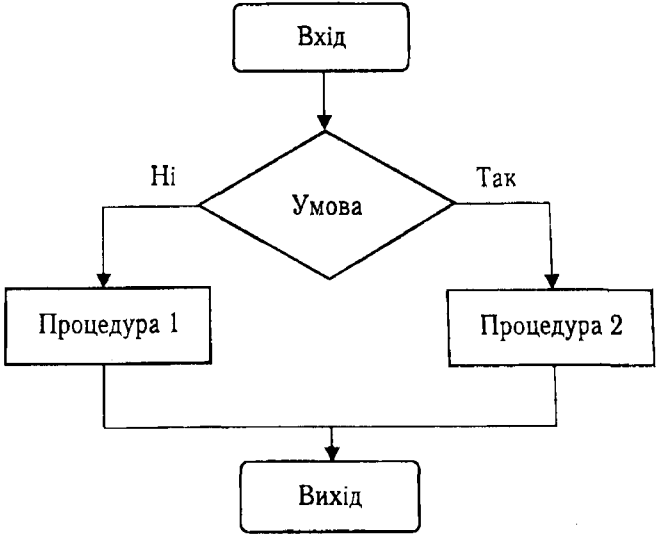 Вхід
Ні
Так
Умова
Процедура 1
Процедура 2
Вихід